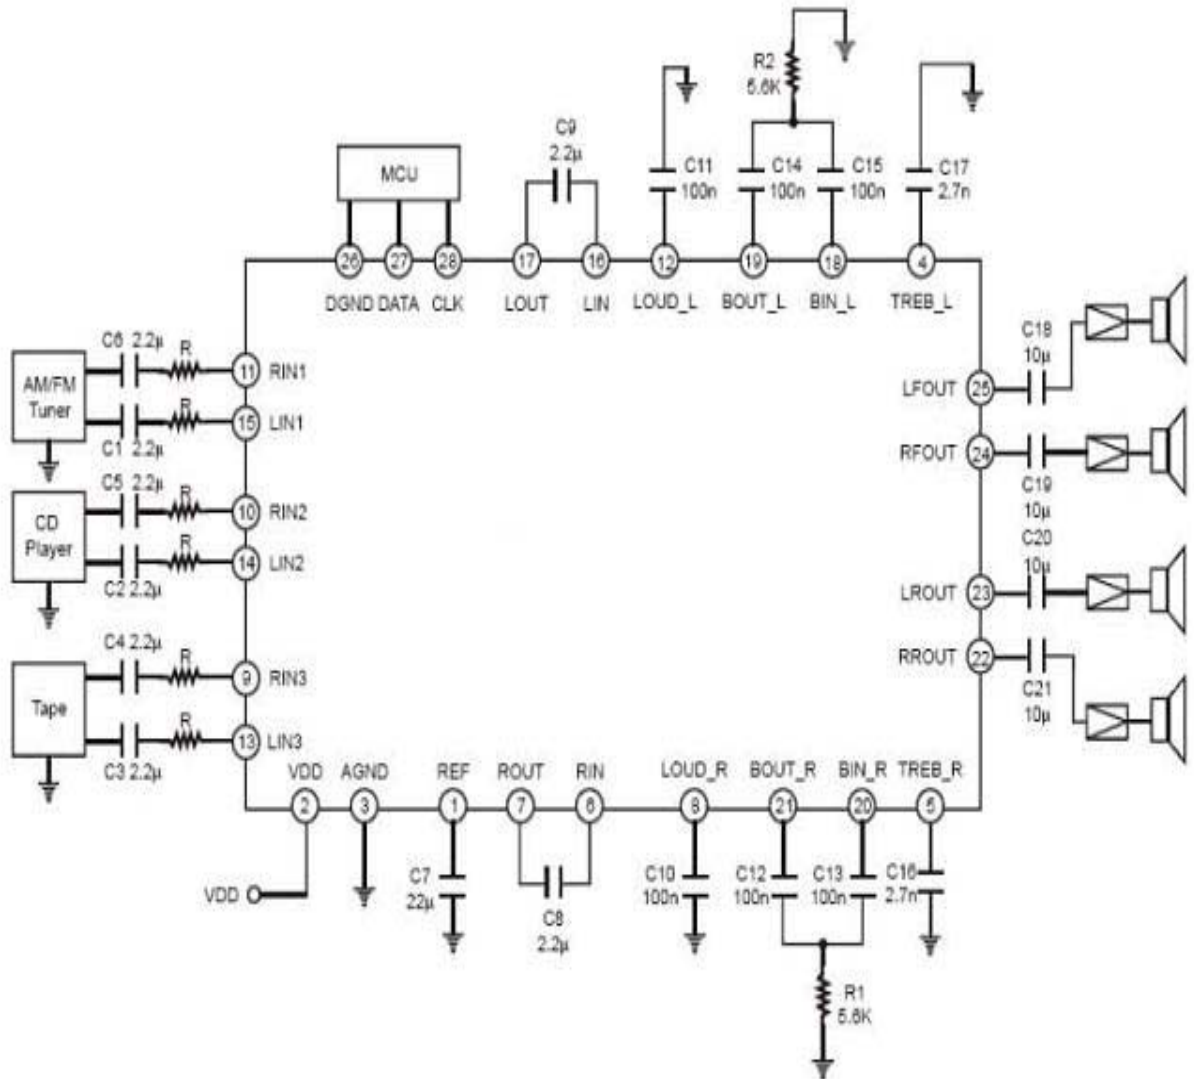 R2
5.6K
C9
2.2μ
C11
100n
C14
100n
C15
100n
C17
2.7n
MCU
26
27
28
17
16
12
19
18
4
DGND DATA CLK
LOUT
LIN
LOUD_L
BOUT_L
BIN_L
TREB_L
AM/FM
Tuner
C6 2.2μ
R
11
RIN1
C1 2.2μ
R
15
LIN1
CD
Player
C5 2.2μ
R
10
RIN2
C2 2.2μ
R
14
LIN2
Tape
C4 2.2μ
R
9
RIN3
C3 2.2μ
R
13
LIN3
LFOUT
25
C18
10μ
RFOUT
24
C19
10μ
LROUT
23
C20
10μ
RROUT
22
C21
10μ
VDD
AGND
REF
ROUT
RIN
LOUD_R
BOUT_R
BIN_R
TREB_R
2
3
1
7
6
8
21
20
5
VDD
C7
22μ
C8
2.2μ
C10
100n
C12
100n
C13
100n
C16
2.7n
R1
5.6K